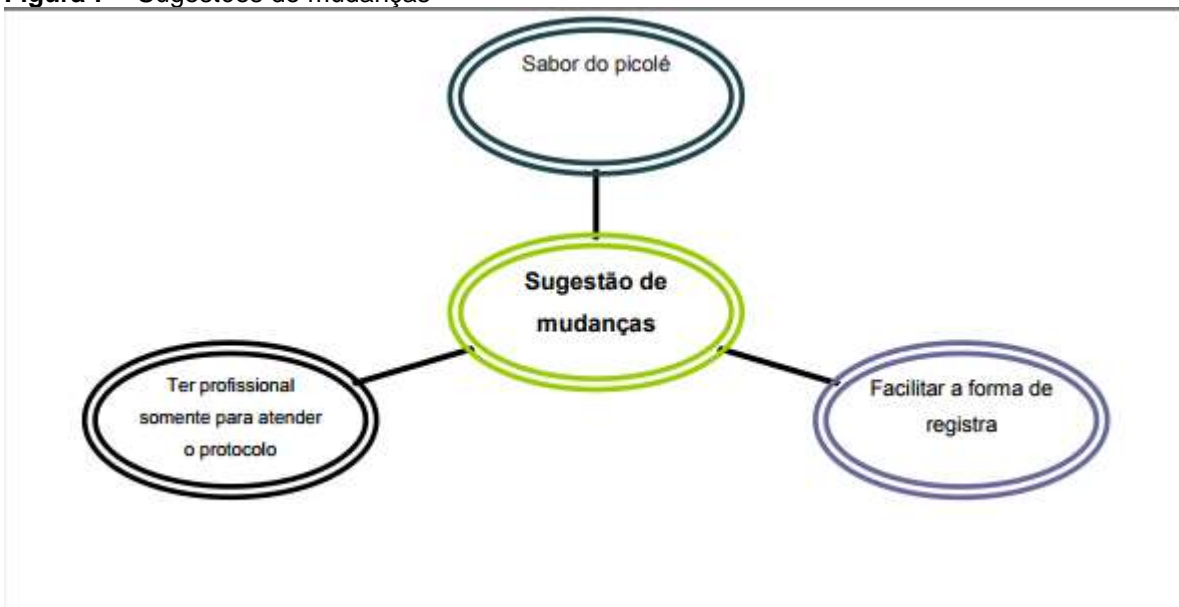 Sabor do picolé
Sugestão de
mudanças
Ter profissional
somente para atender
o protocolo
Facilitar a forma de
registra